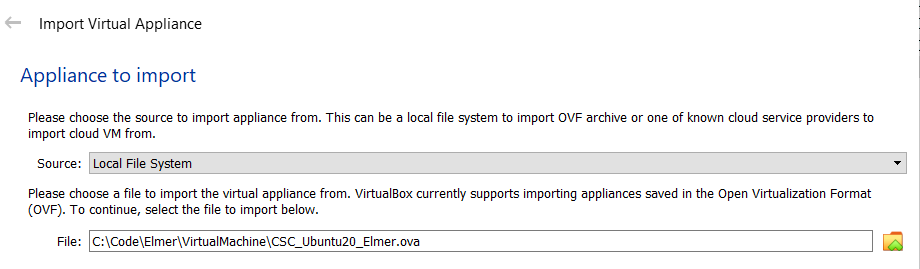 Import Virtual Appliance
Appliance to import
Please choose the source to import appliance from. This can be a local file system to import OVF archive or one of known cloud service providers to
import cloud VM from.
Source: Local File System
Please choose a file to import the virtual appliance from. VirtualBox currently supports importing appliances saved in the Open Virtualization Format
(OVF). To continue, select the file to import below.
File: C:\Code\Elmer\VirtualMachine\CSC_Ubuntu20_Elmer.ova